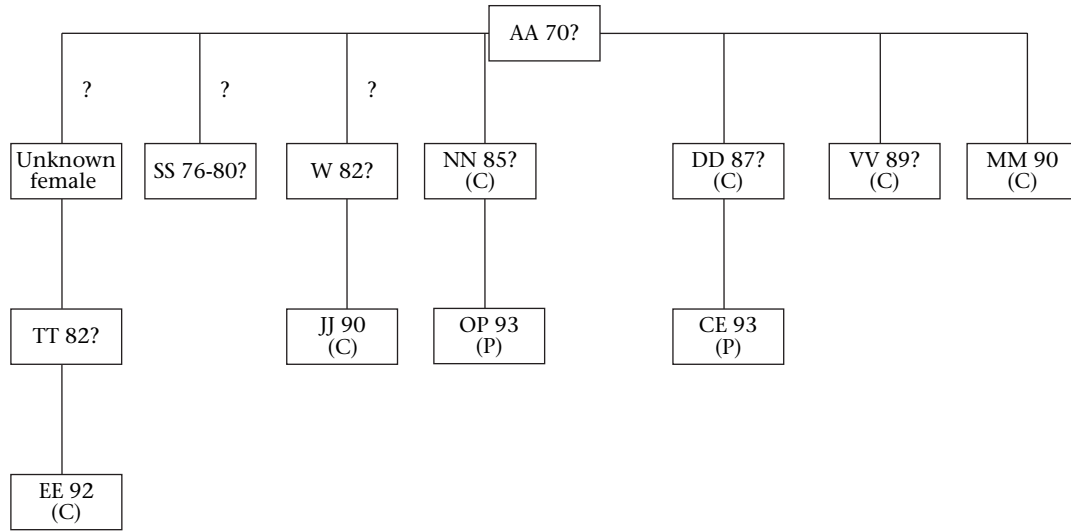 AA 70?
?
?
?
Unknown
female
SS 76-80?
W 82?
NN 85?
(C)
DD 87?
(C)
VV 89?
(C)
MM 90
(C)
TT 82?
JJ 90
(C)
OP 93
(P)
CE 93
(P)
EE 92
(C)